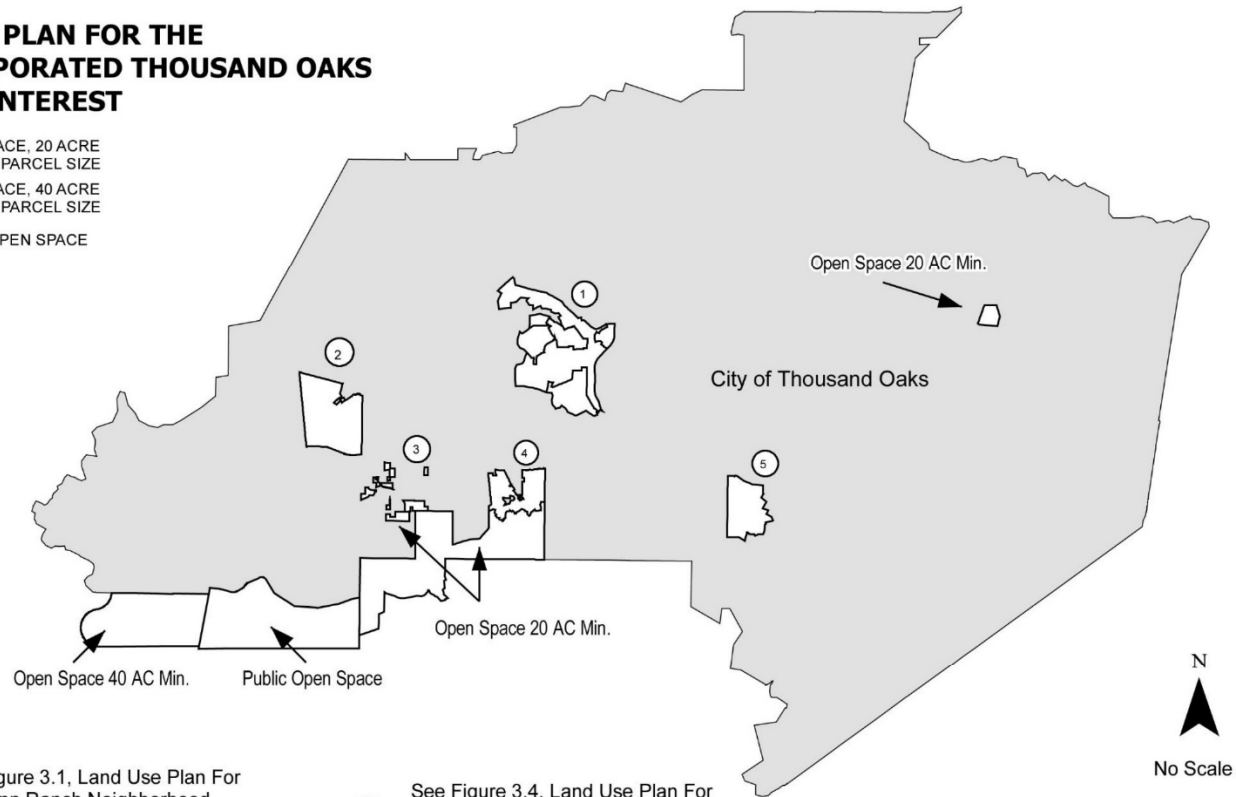 PLAN FOR THE
PORATED THOUSAND OAKS
NTEREST
ACE, 20 ACRE
PARCEL SIZE
ACE, 40 ACRE
PARCEL SIZE
PEN SPACE
Open Space 20 AC Min.
1
2
City of Thousand Oaks
3
4
5
Open Space 20 AC Min.
Open Space 40 AC Min.
Public Open Space
N
No Scale
gure 3.1, Land Use Plan For
Ranch Neighborhood
See Figure 3.4, Land Use Plan For